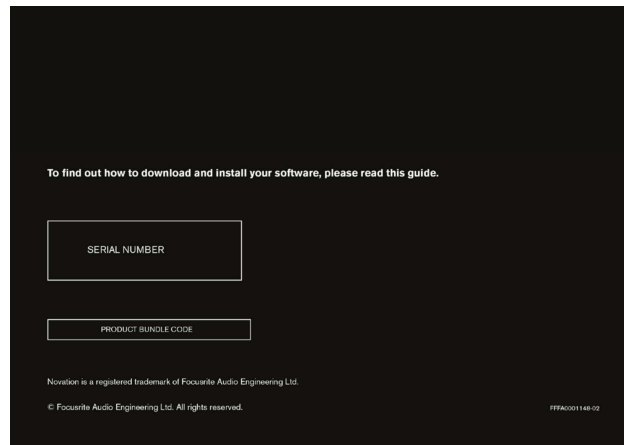 To find out how to download and install your software, please read this guide.
SERIAL NUMBER
PRODUCT BUNDLE CODE
Novation is a registered trademark of Focusrite Audio Engineering Ltd.
© Focusrite Audio Engineering Ltd. All rights reserved.
FFFA0001148-02